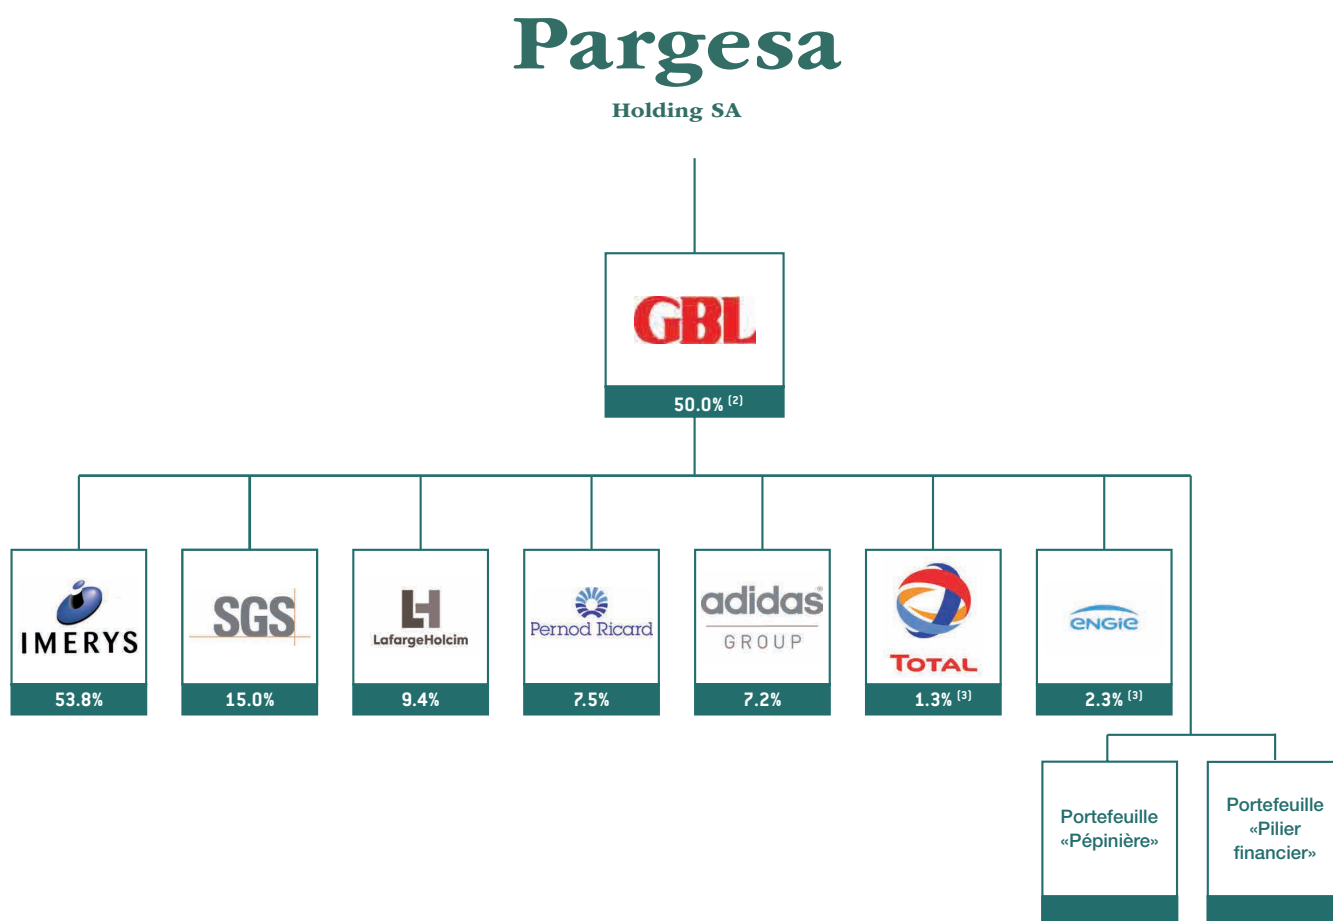 Pargesa
Holding SA
GBL
50.0% (2)
IMERYS
SGS
LH
LafargeHolcim
Pernod Ricard
adidas®
GROUP
TOTAL
ENGIE
53.8%
15.0%
9.4%
7.5%
7.2%
1.3% (3)
2.3% (3)
Portefeuille
«Pépinière»
Portefeuille
«Pilier
financier»